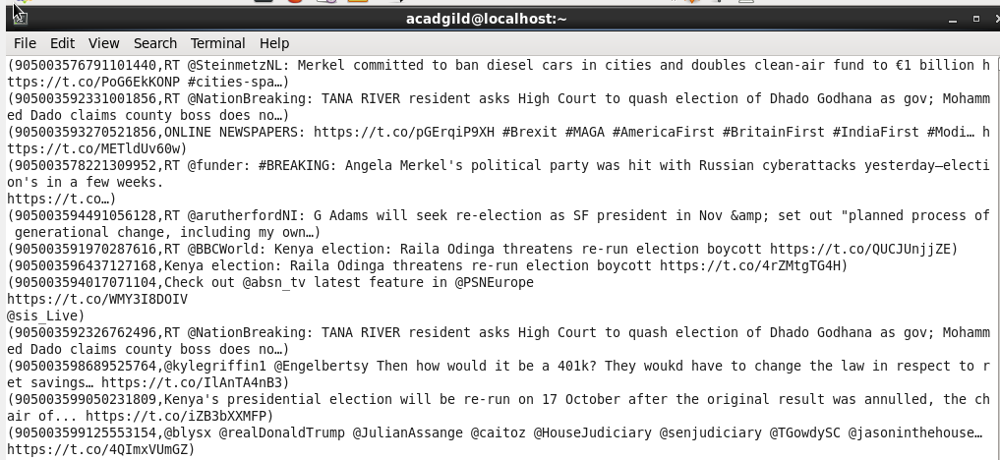 acadgild@localhost:~
File Edit View Search Terminal Help
(905003576791101440,RT @SteinmetzNL: Merkel committed to ban diesel cars in cities and doubles clean-air fund to €1 billion h
ttps://t.co/PoG6EkKONP #cities-spa…)
(905003592331001856,RT @NationBreaking: TANA RIVER resident asks High Court to quash election of Dhado Godhana as gov; Mohamm
ed Dado claims county boss does no…)
(905003593270521856,ONLINE NEWSPAPERS: https://t.co/pGErqiP9XH #Brexit #MAGA #AmericaFirst #BritainFirst #IndiaFirst #Modi… h
ttps://t.co/METldUv60w)
(905003578221309952,RT @funder: #BREAKING: Angela Merkel's political party was hit with Russian cyberattacks yesterday—electi
on's in a few weeks.
https://t.co…)
(905003594491056128,RT @arutherfordNI: G Adams will seek re-election as SF president in Nov &amp; set out "planned process of
generational change, including my own…)
(905003591970287616,RT @BBCWorld: Kenya election: Raila Odinga threatens re-run election boycott https://t.co/QUCJUnjjZE)
(905003596437127168,Kenya election: Raila Odinga threatens re-run election boycott https://t.co/4rZMtgTG4H)
(905003594017071104,Check out @absn_tv latest feature in @PSNEurope
https://t.co/WMY3I8DOIV
@sis_Live)
(905003592326762496,RT @NationBreaking: TANA RIVER resident asks High Court to quash election of Dhado Godhana as gov; Mohamm
ed Dado claims county boss does no…)
(905003598689525764,@kylegriffin1 @Engelbertsy Then how would it be a 401k? They woukd have to change the law in respect to r
et savings… https://t.co/IlAnTA4nB3)
(905003599050231809,Kenya's presidential election will be re-run on 17 October after the original result was annulled, the ch
air of... https://t.co/iZB3bXXMFP)
(905003599125553154,@blysx @realDonaldTrump @JulianAssange @caitoz @HouseJudiciary @senjudiciary @TGowdySC @jasoninthehouse…
https://t.co/4QImxVUmGZ)